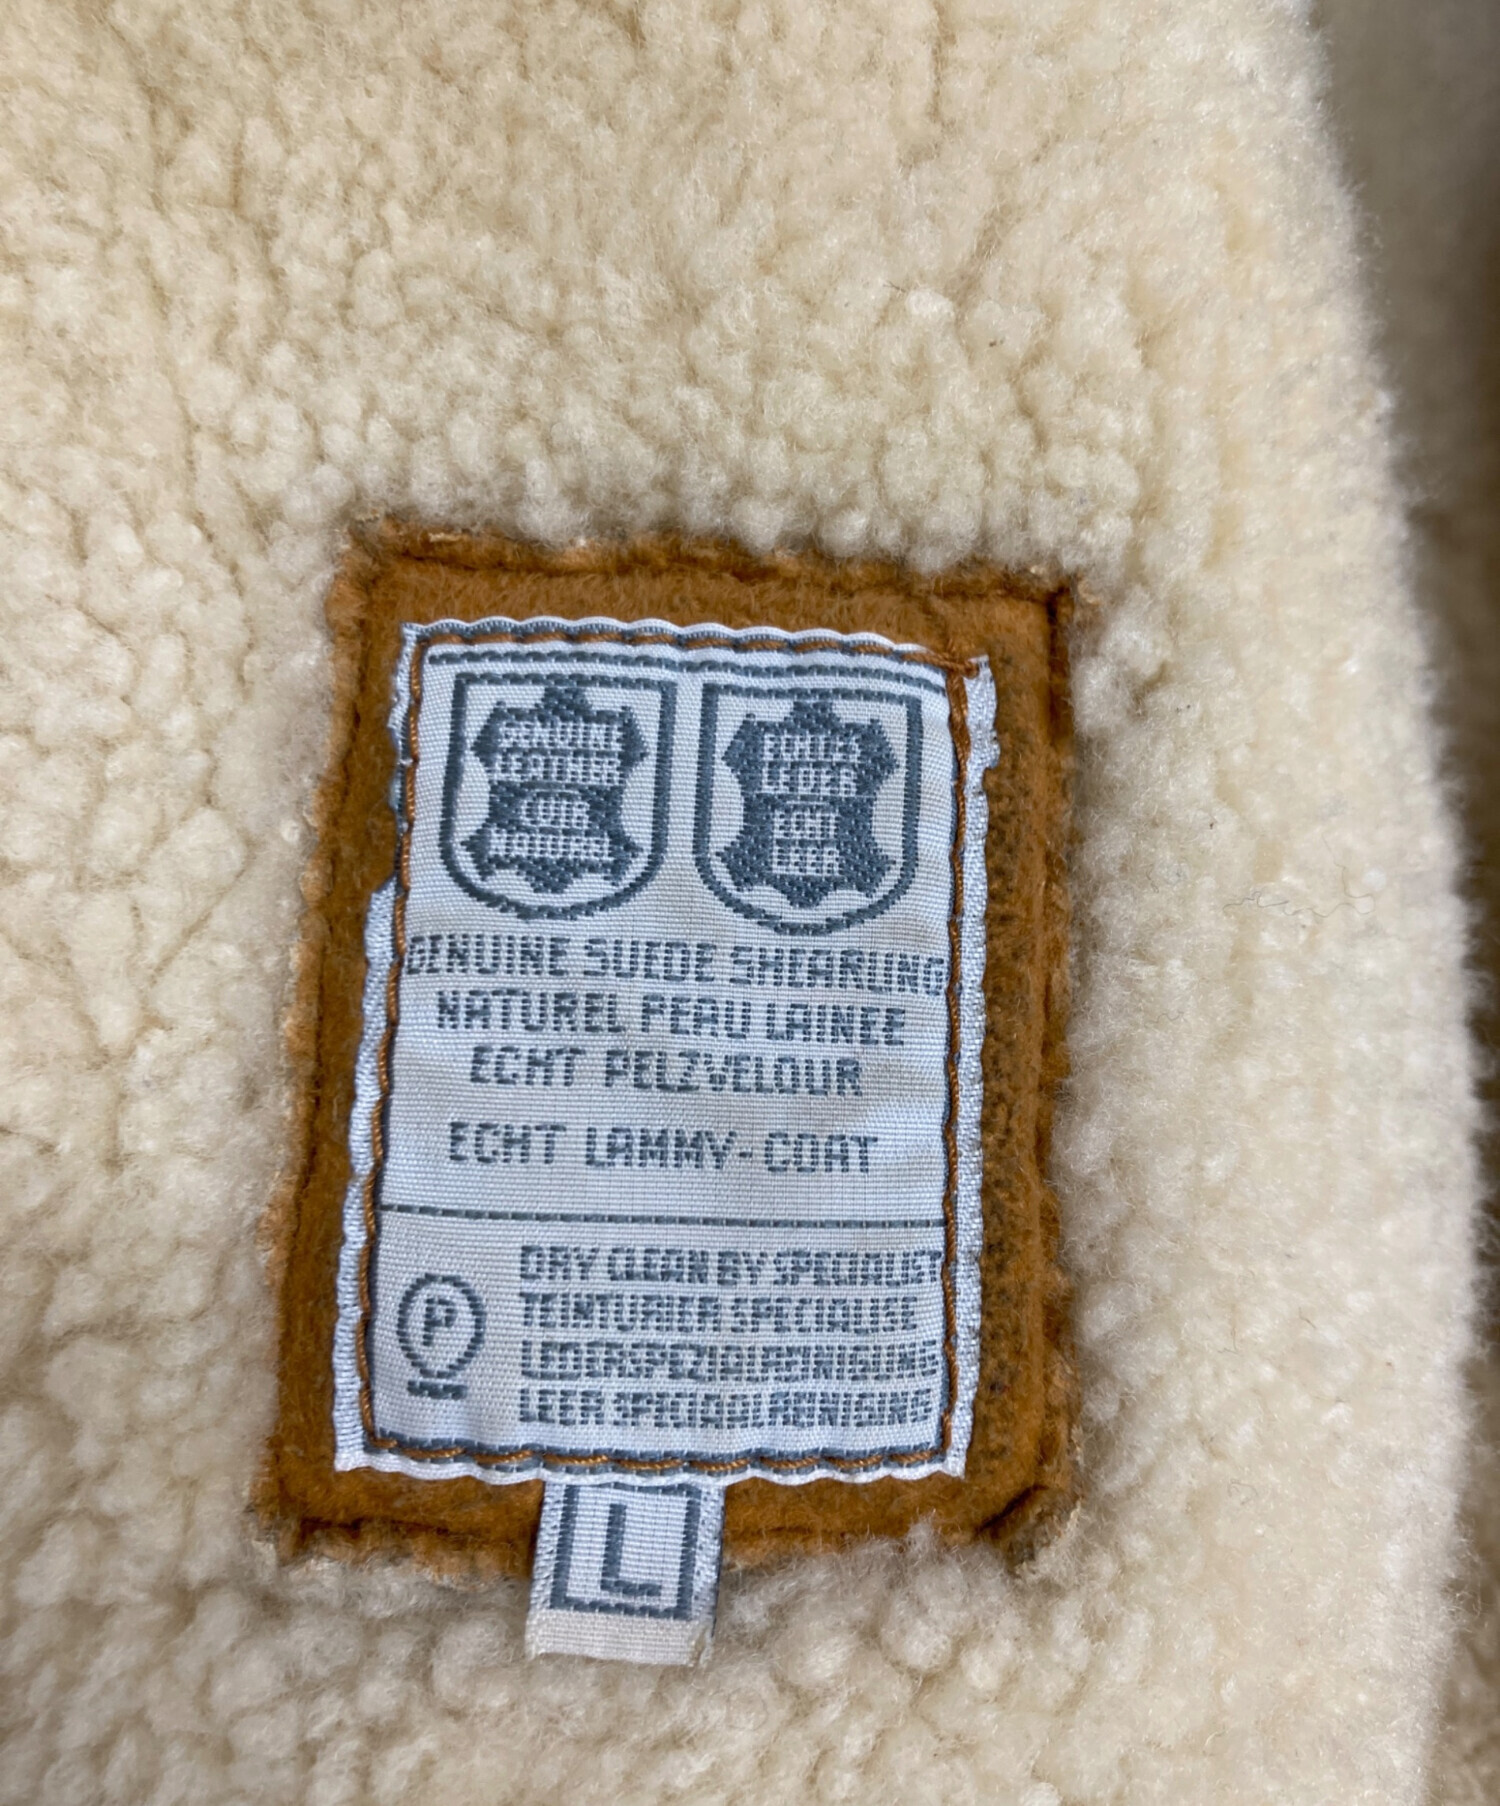 GENUINE
LEATHER
CUIR
NATUREL
ECHTES
LEDER
ECHT
LEER
GENUINE SUEDE SHEARLING
NATUREL PEAU LAINEE
ECHT PELZVELOUR
ECHT LAMMY-COAT
P
DRY CLEAN BY SPECIALIST
TEINTURIER SPECIALISE
LEDERSPEZIALREINIGUNG
LEER SPECIAALREINIGING
L